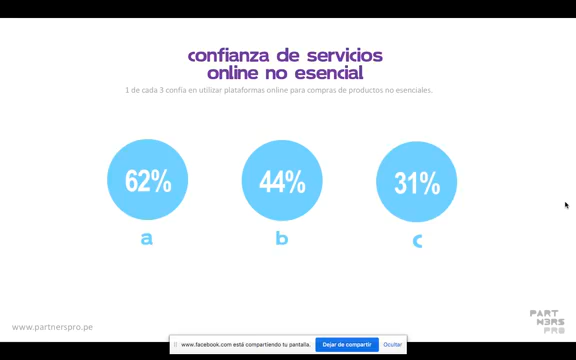 confianza de servicios
online no esencial
1 de cada 3 confia en utilizar plataformas online para compras de productos no esenciales.
62% 44% 31%
a b c
www.partnerspro.pe
PART
NERS
PRO
www.facebook.com está compartiendo tu pantalla. Dejar de compartir Ocultar